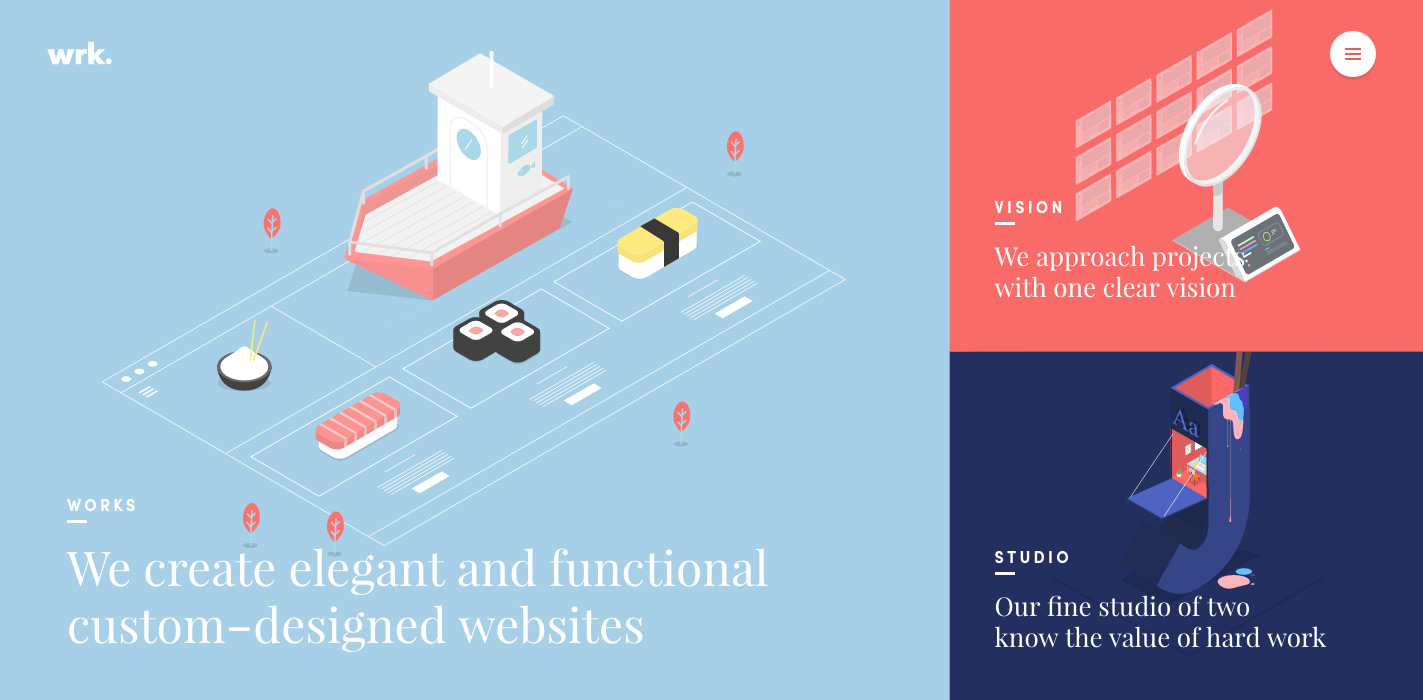 wrk.
WORKS
We create elegant and functional
custom–designed websites
VISION
We approach projects
with one clear vision
Aa
STUDIO
Our fine studio of two
know the value of hard work